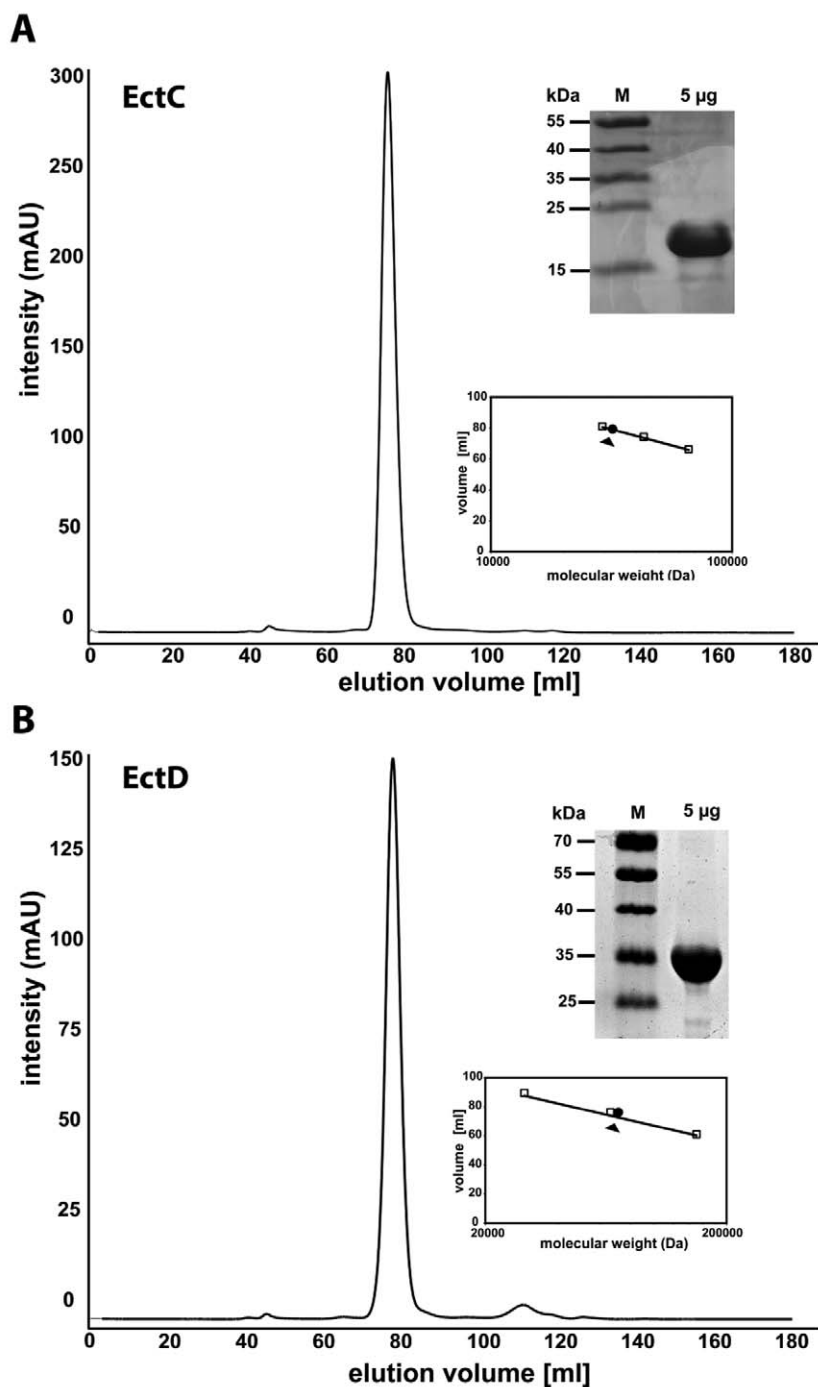 A
EctC
300
250
200
150
100
50
0
intensity (mAU)
0 20 40 60 80 100 120 140 160 180
elution volume [ml]
kDa M 5 µg
55
40
35
25
15
100
80
60
40
20
0
volume [ml]
10000 100000
molecular weight (Da)
B
EctD
150
125
100
75
50
25
0
intensity (mAU)
0 20 40 60 80 100 120 140 160 180
elution volume [ml]
kDa M 5 µg
70
55
40
35
25
100
80
60
40
20
0
volume [ml]
20000 200000
molecular weight (Da)